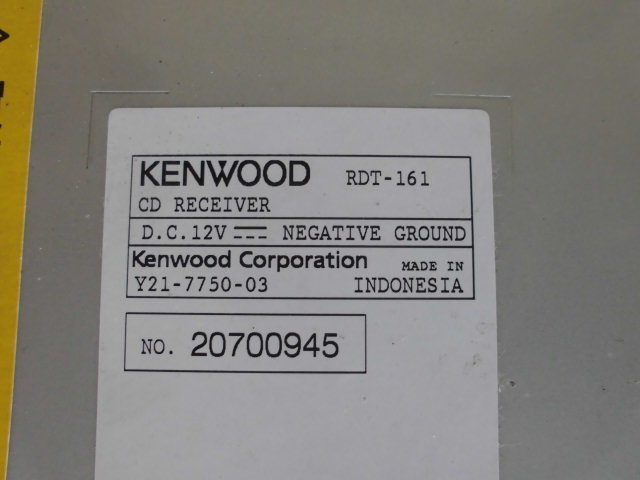 KENWOOD RDT-161
CD RECEIVER
D.C.12V NEGATIVE GROUND
Kenwood Corporation MADE IN
Y21-7750-03 INDONESIA
NO. 20700945